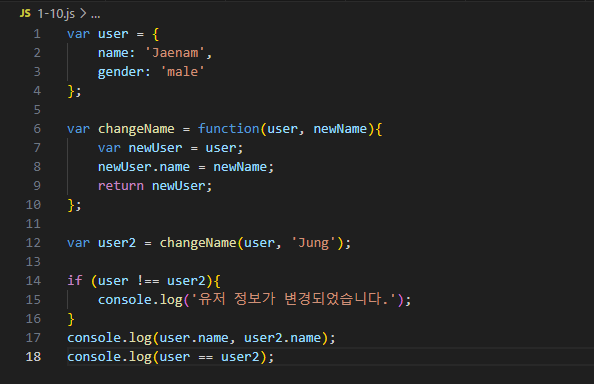 JS 1-10.js > ...
1 var user = {
2     name: 'Jaenam',
3     gender: 'male'
4 };
5
6 var changeName = function(user, newName){
7     var newUser = user;
8     newUser.name = newName;
9     return newUser;
10 };
11
12 var user2 = changeName(user, 'Jung');
13
14 if (user !== user2){
15     console.log('유저 정보가 변경되었습니다.');
16 }
17 console.log(user.name, user2.name);
18 console.log(user == user2);